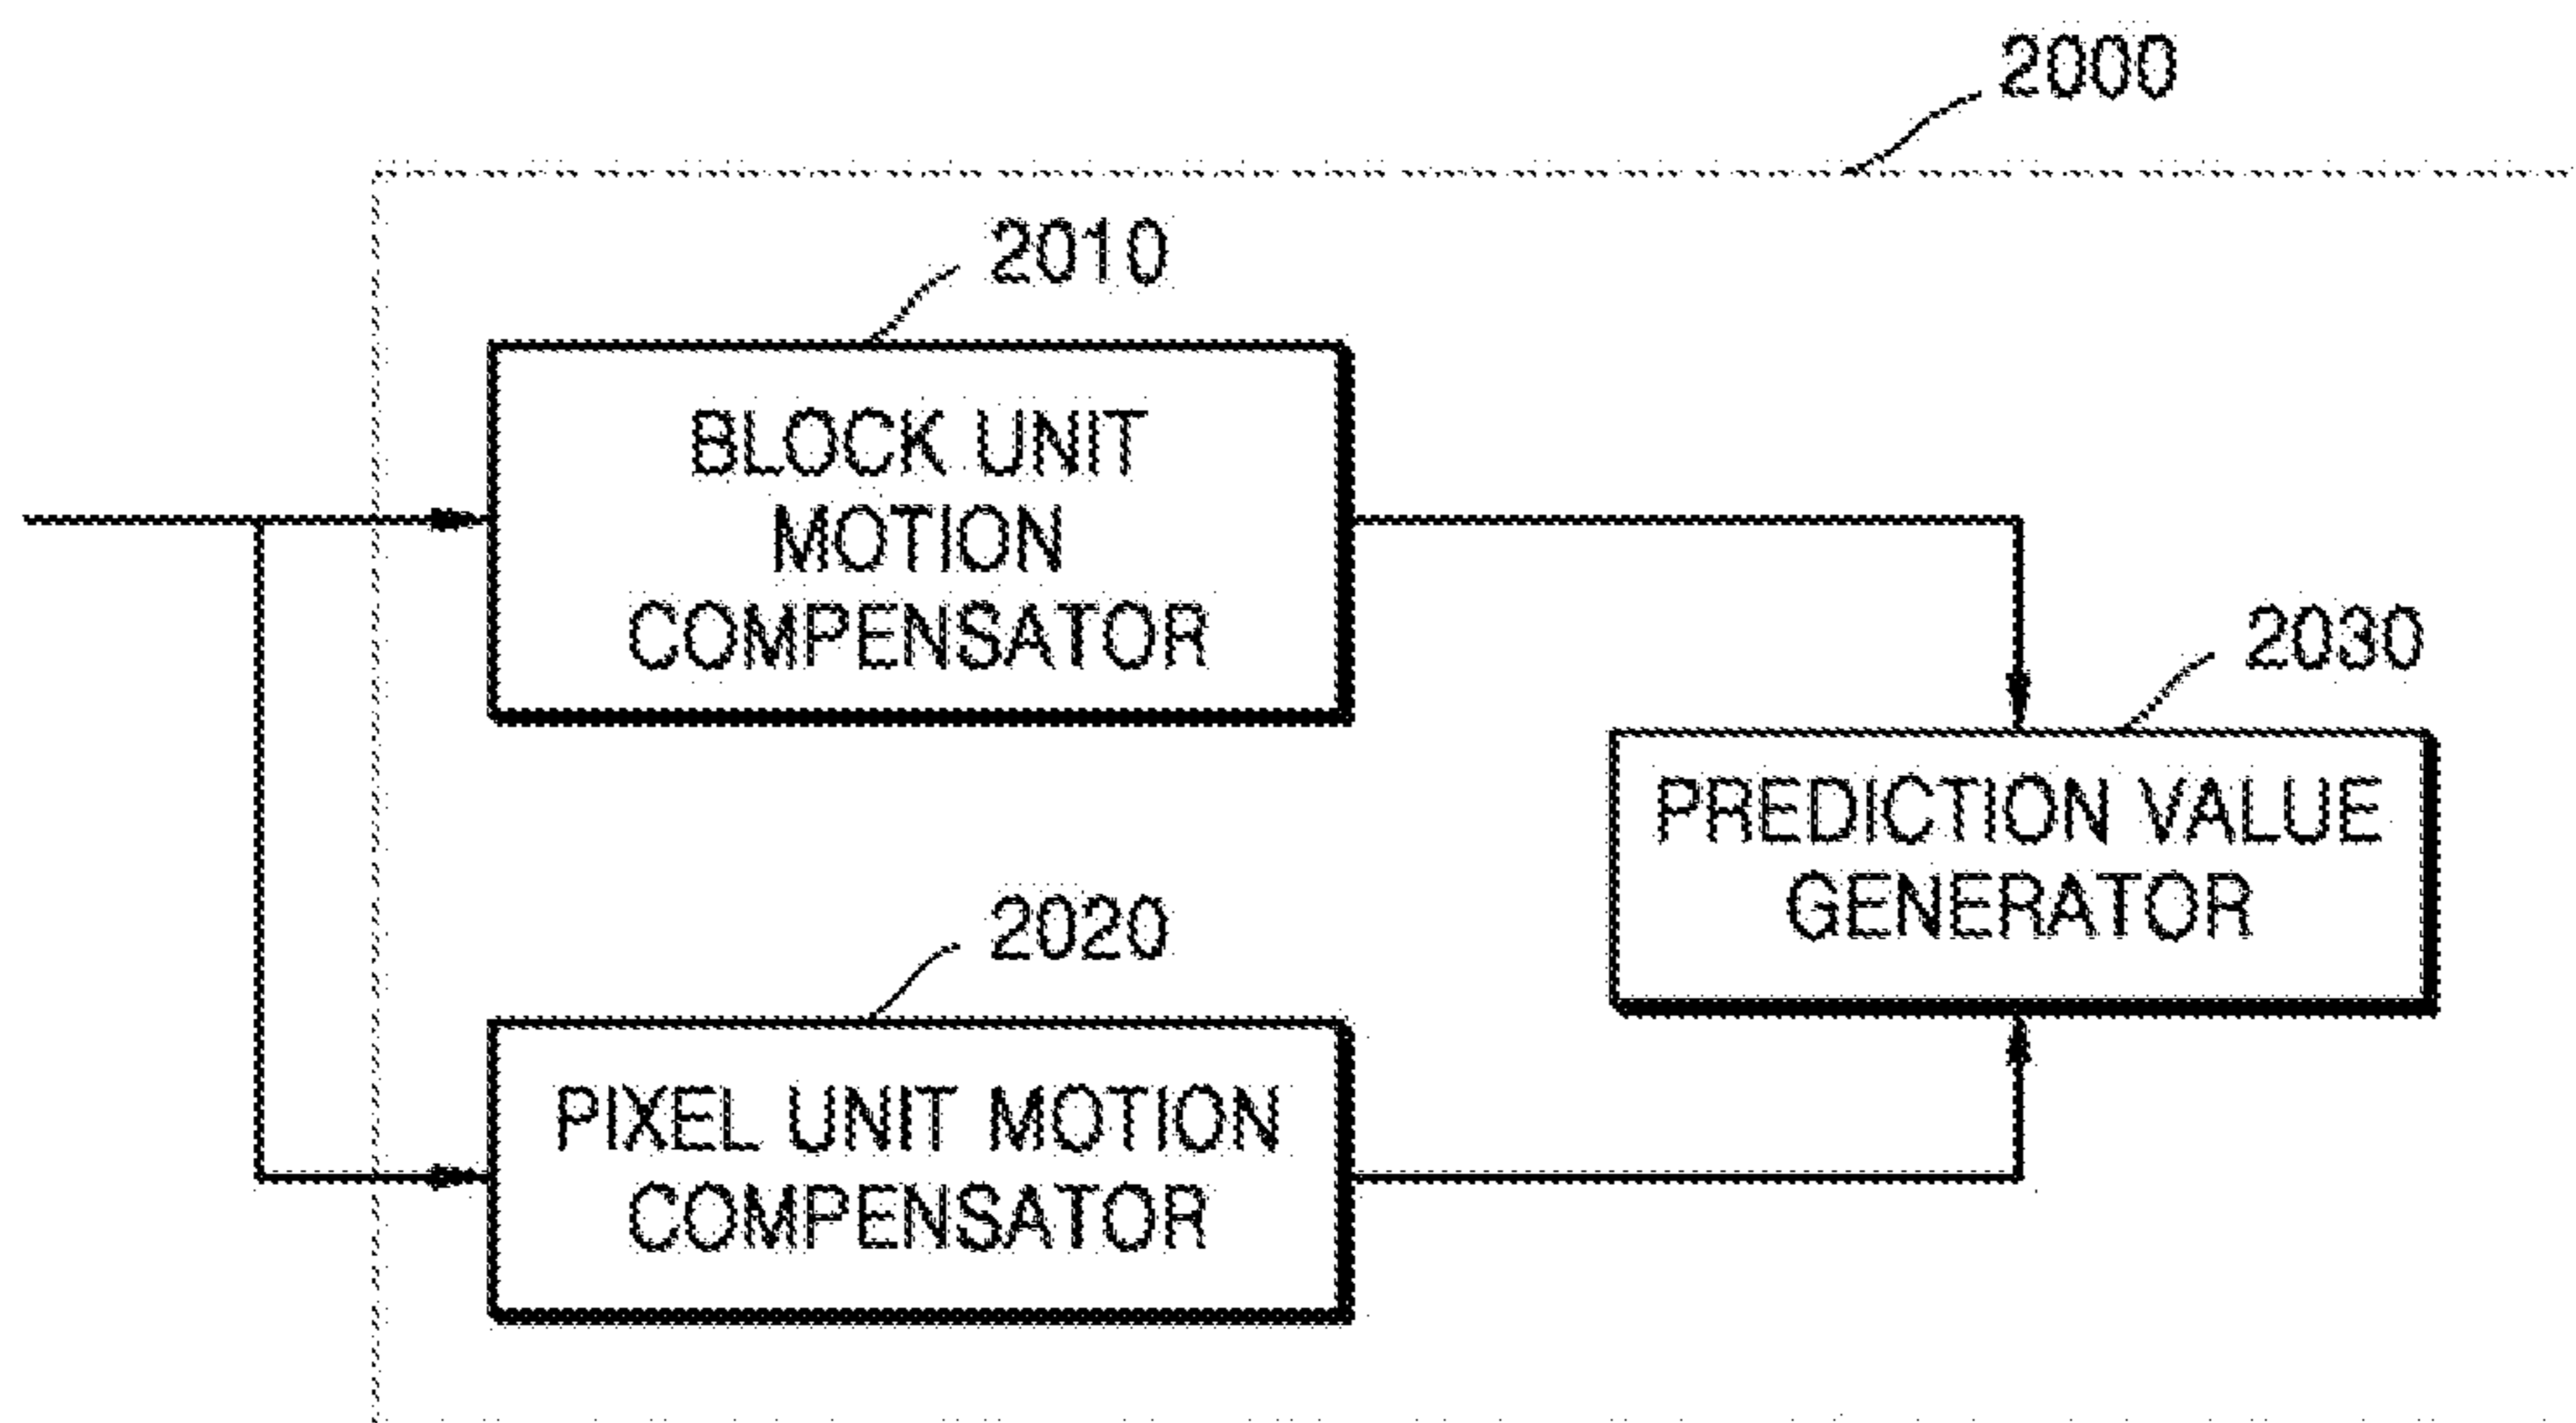 2000
2010
BLOCK UNIT
MOTION
COMPENSATOR
2030
PREDICTION VALUE
GENERATOR
2020
PIXEL UNIT MOTION
COMPENSATOR